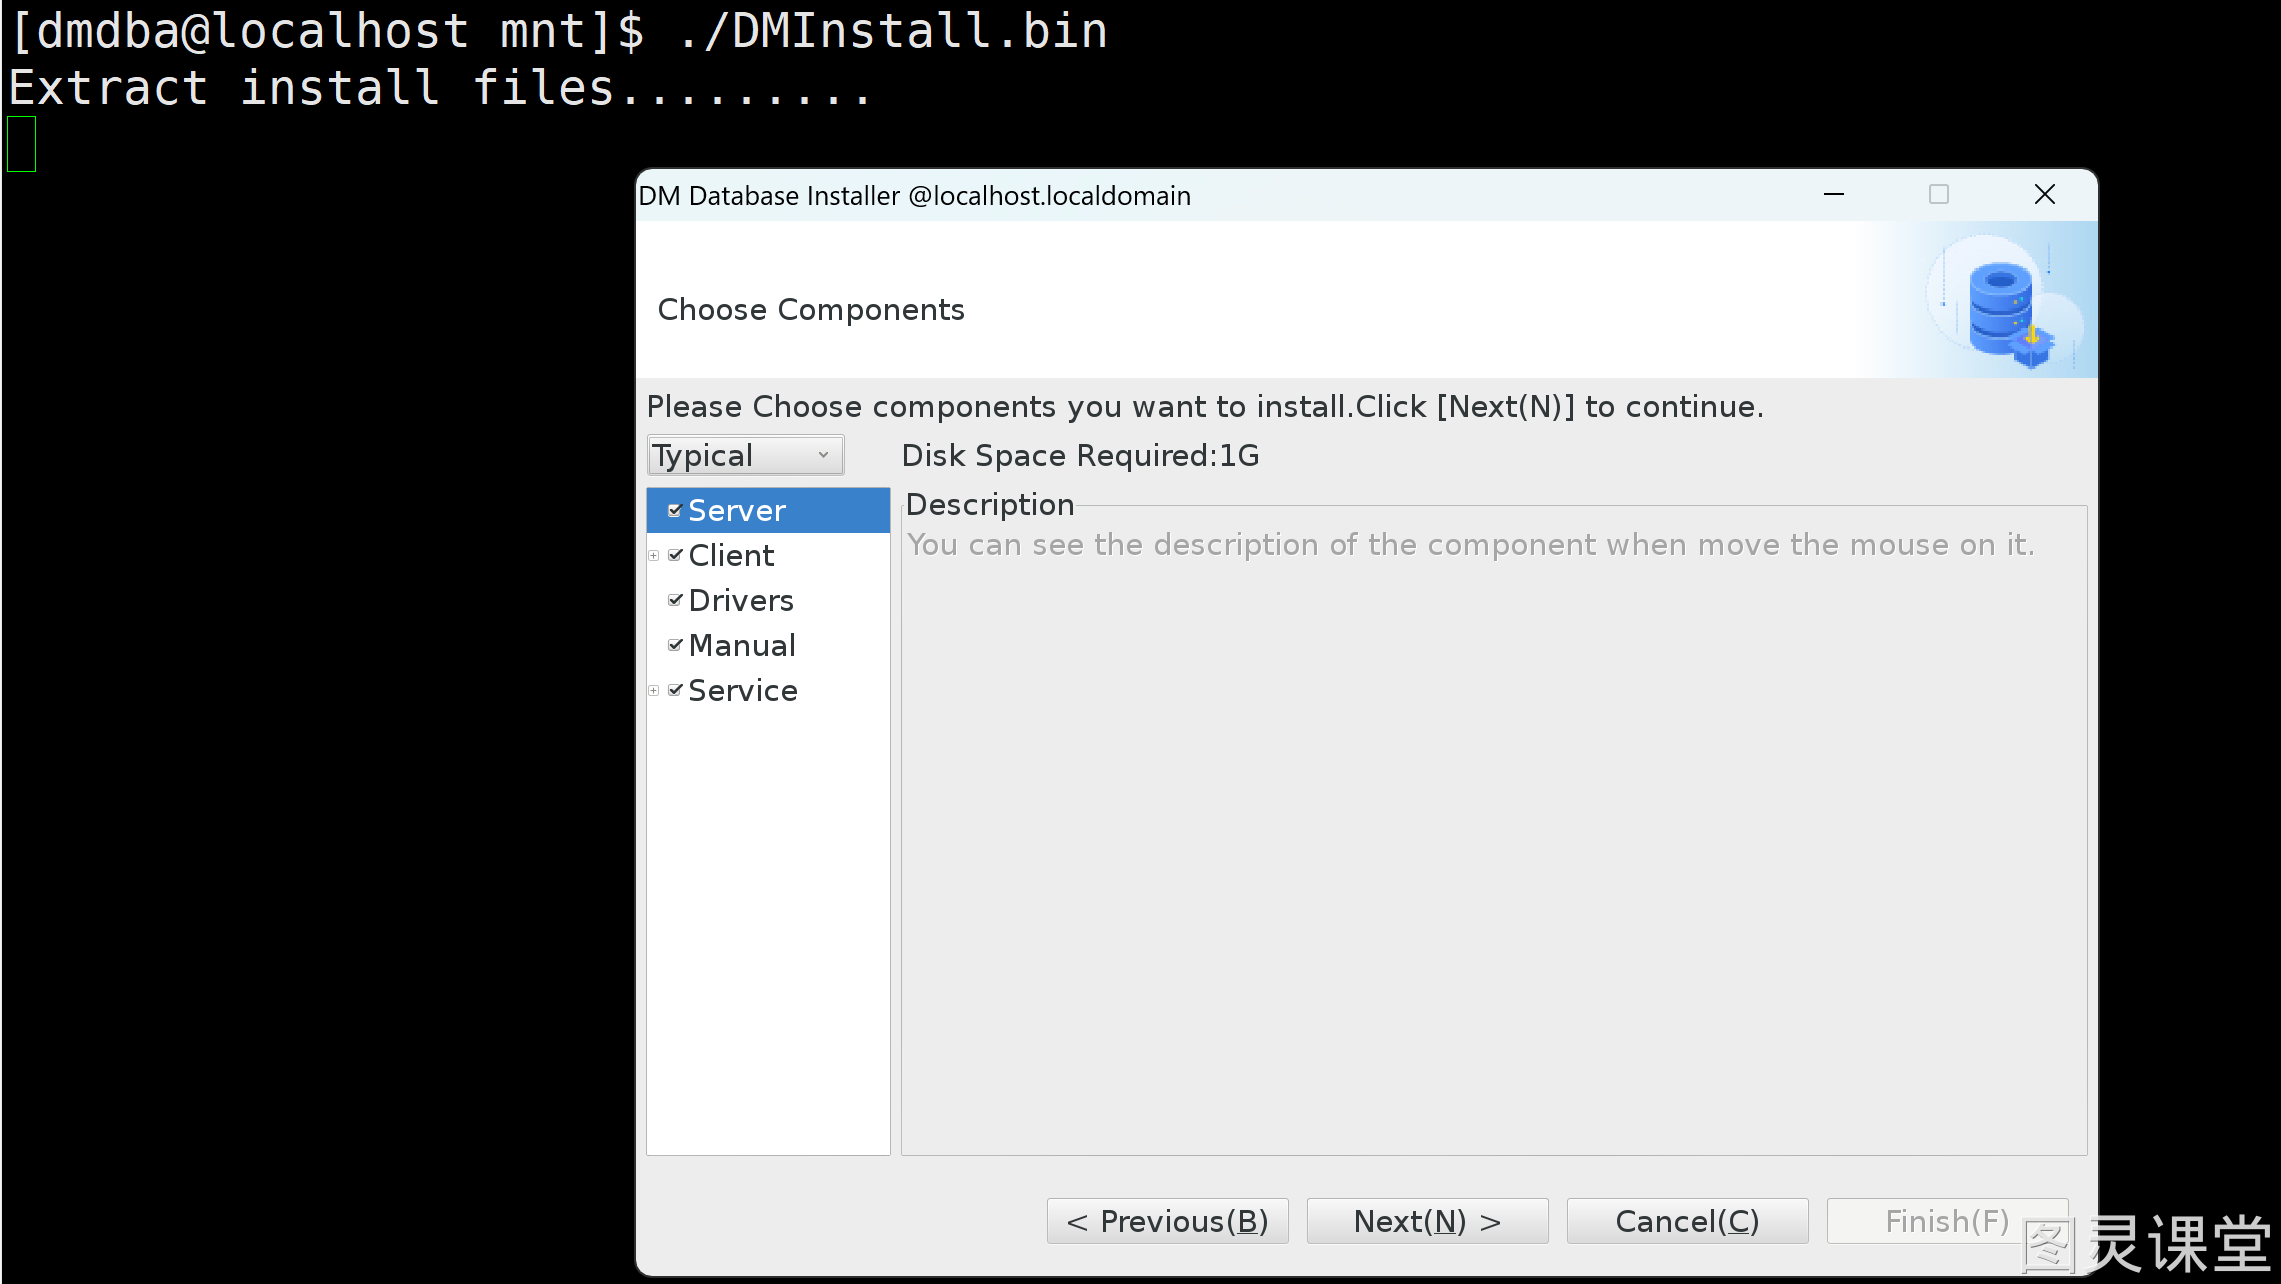 [dmdba@localhost mnt]$ ./DMInstall.bin
Extract install files.........
DM Database Installer @localhost.localdomain
Choose Components
Please Choose components you want to install.Click [Next(N)] to continue.
Typical
Disk Space Required:1G
Server
Client
Drivers
Manual
Service
Description
You can see the description of the component when move the mouse on it.
< Previous(B)
Next(N) >
Cancel(C)
Finish(F)
图灵课堂